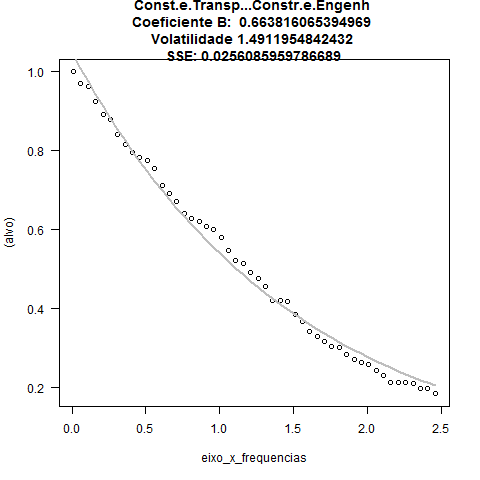 Const.e.Transp...Constr.e.Engenh
Coeficiente B:  0.663816065394969
Volatilidade 1.4911954842432
SSE: 0.0256085959786689
1.0
0.8
0.6
0.4
0.2
(alvo)
0.0 0.5 1.0 1.5 2.0 2.5
eixo_x_frequencias